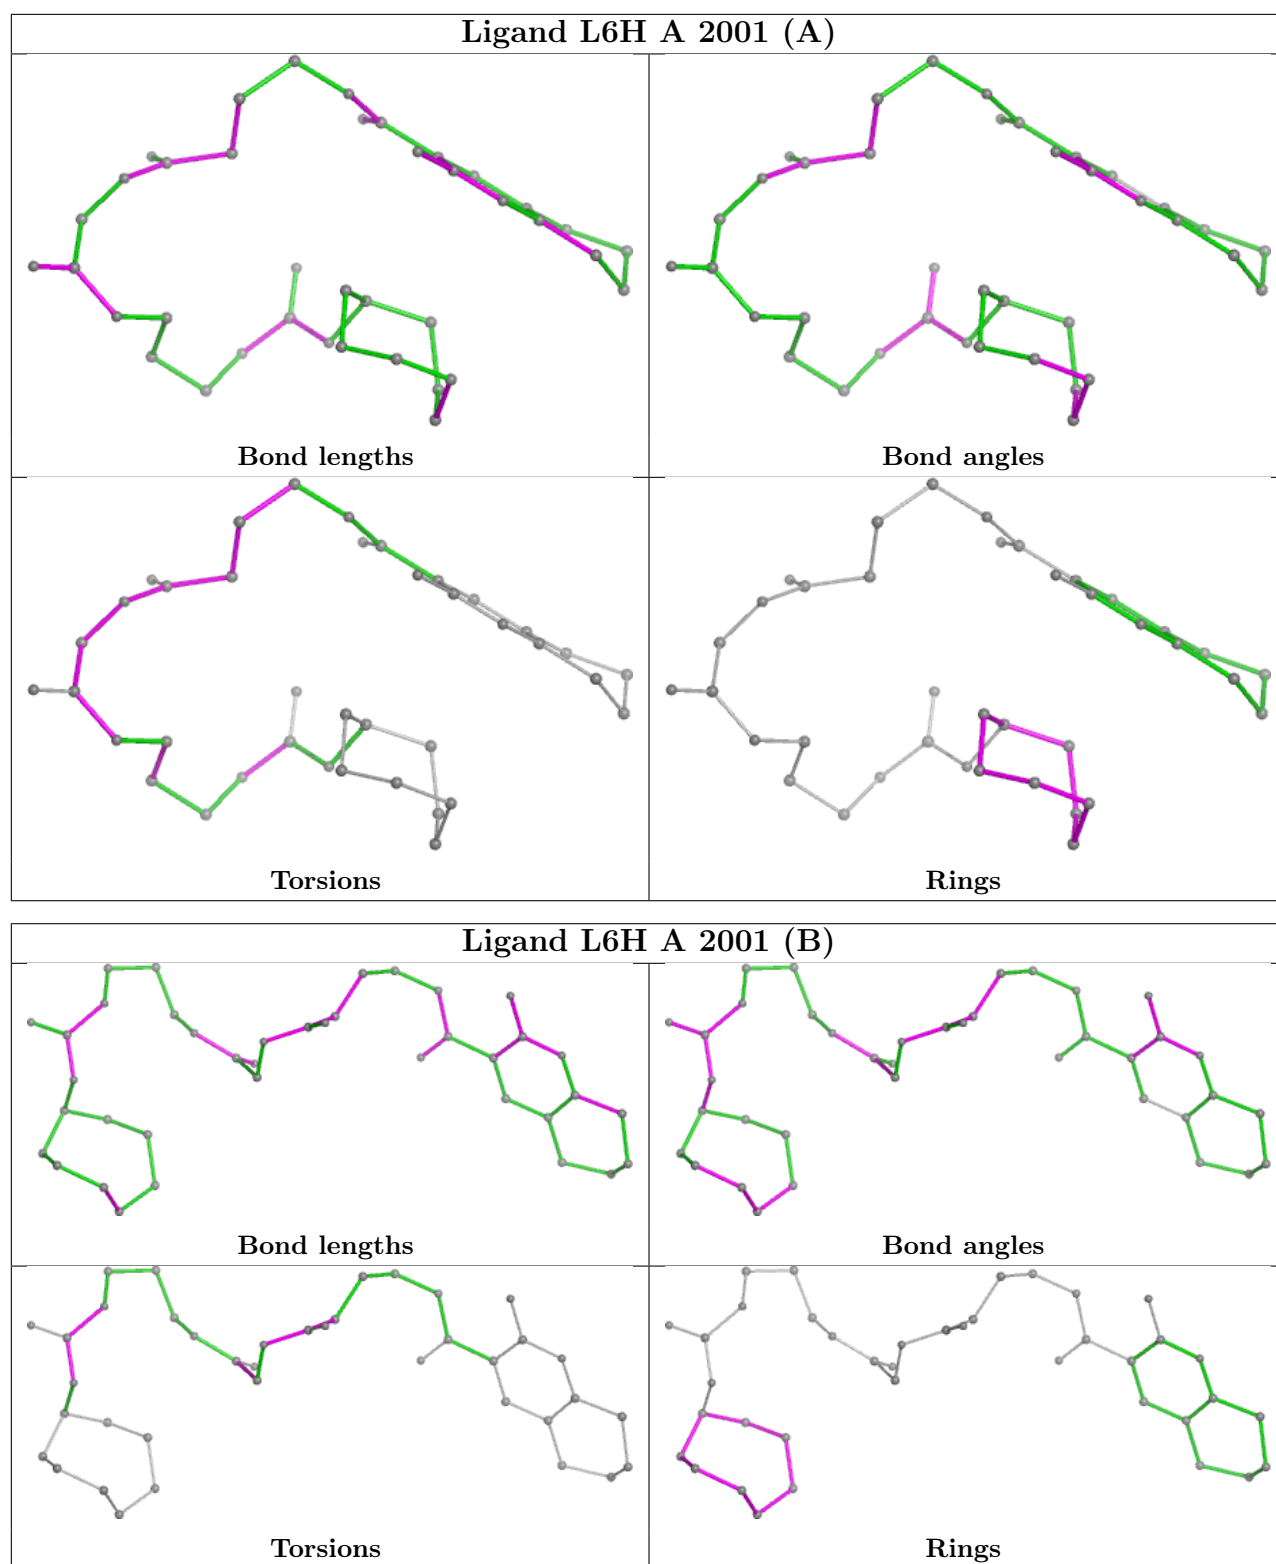 Ligand L6H A 2001 (A)
Bond lengths
Bond angles
Torsions
Rings
Ligand L6H A 2001 (B)
Bond lengths
Bond angles
Torsions
Rings